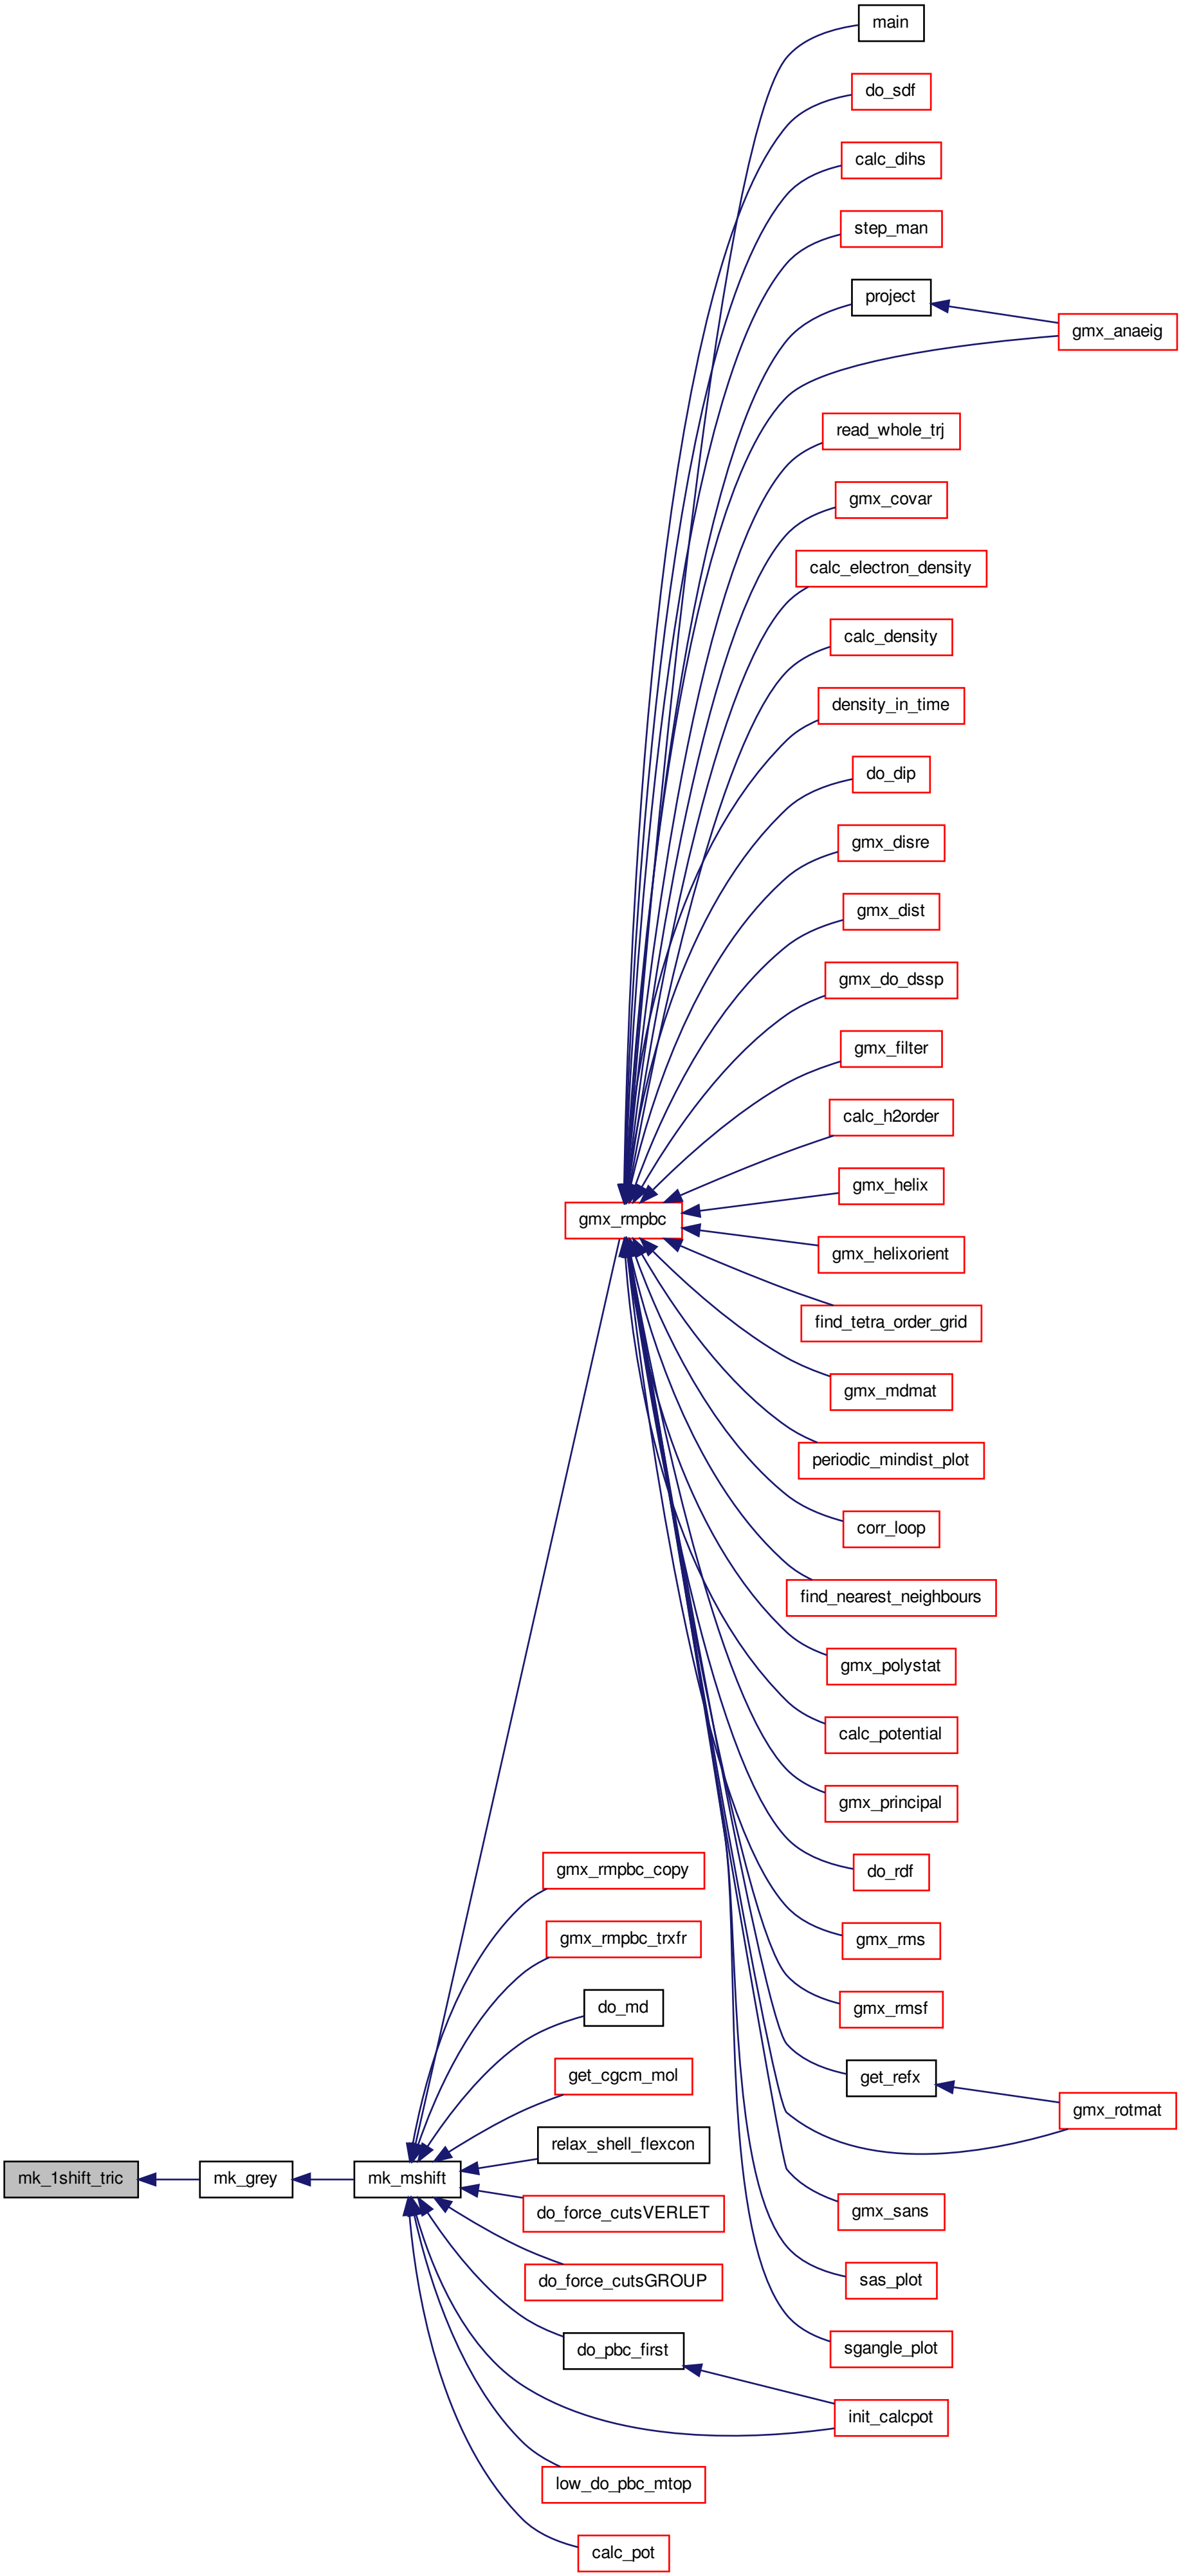 main
do_sdf
calc_dihs
step_man
project
gmx_anaeig
read_whole_trj
gmx_covar
calc_electron_density
calc_density
density_in_time
do_dip
gmx_disre
gmx_dist
gmx_do_dssp
gmx_filter
calc_h2order
gmx_helix
gmx_rmpbc
gmx_helixorient
find_tetra_order_grid
gmx_mdmat
periodic_mindist_plot
corr_loop
find_nearest_neighbours
gmx_polystat
calc_potential
gmx_principal
do_rdf
gmx_rmpbc_copy
gmx_rms
gmx_rmpbc_trxfr
gmx_rmsf
do_md
get_refx
get_cgcm_mol
gmx_rotmat
relax_shell_flexcon
mk_1shift_tric
mk_grey
mk_mshift
gmx_sans
do_force_cutsVERLET
sas_plot
do_force_cutsGROUP
sgangle_plot
do_pbc_first
init_calcpot
low_do_pbc_mtop
calc_pot